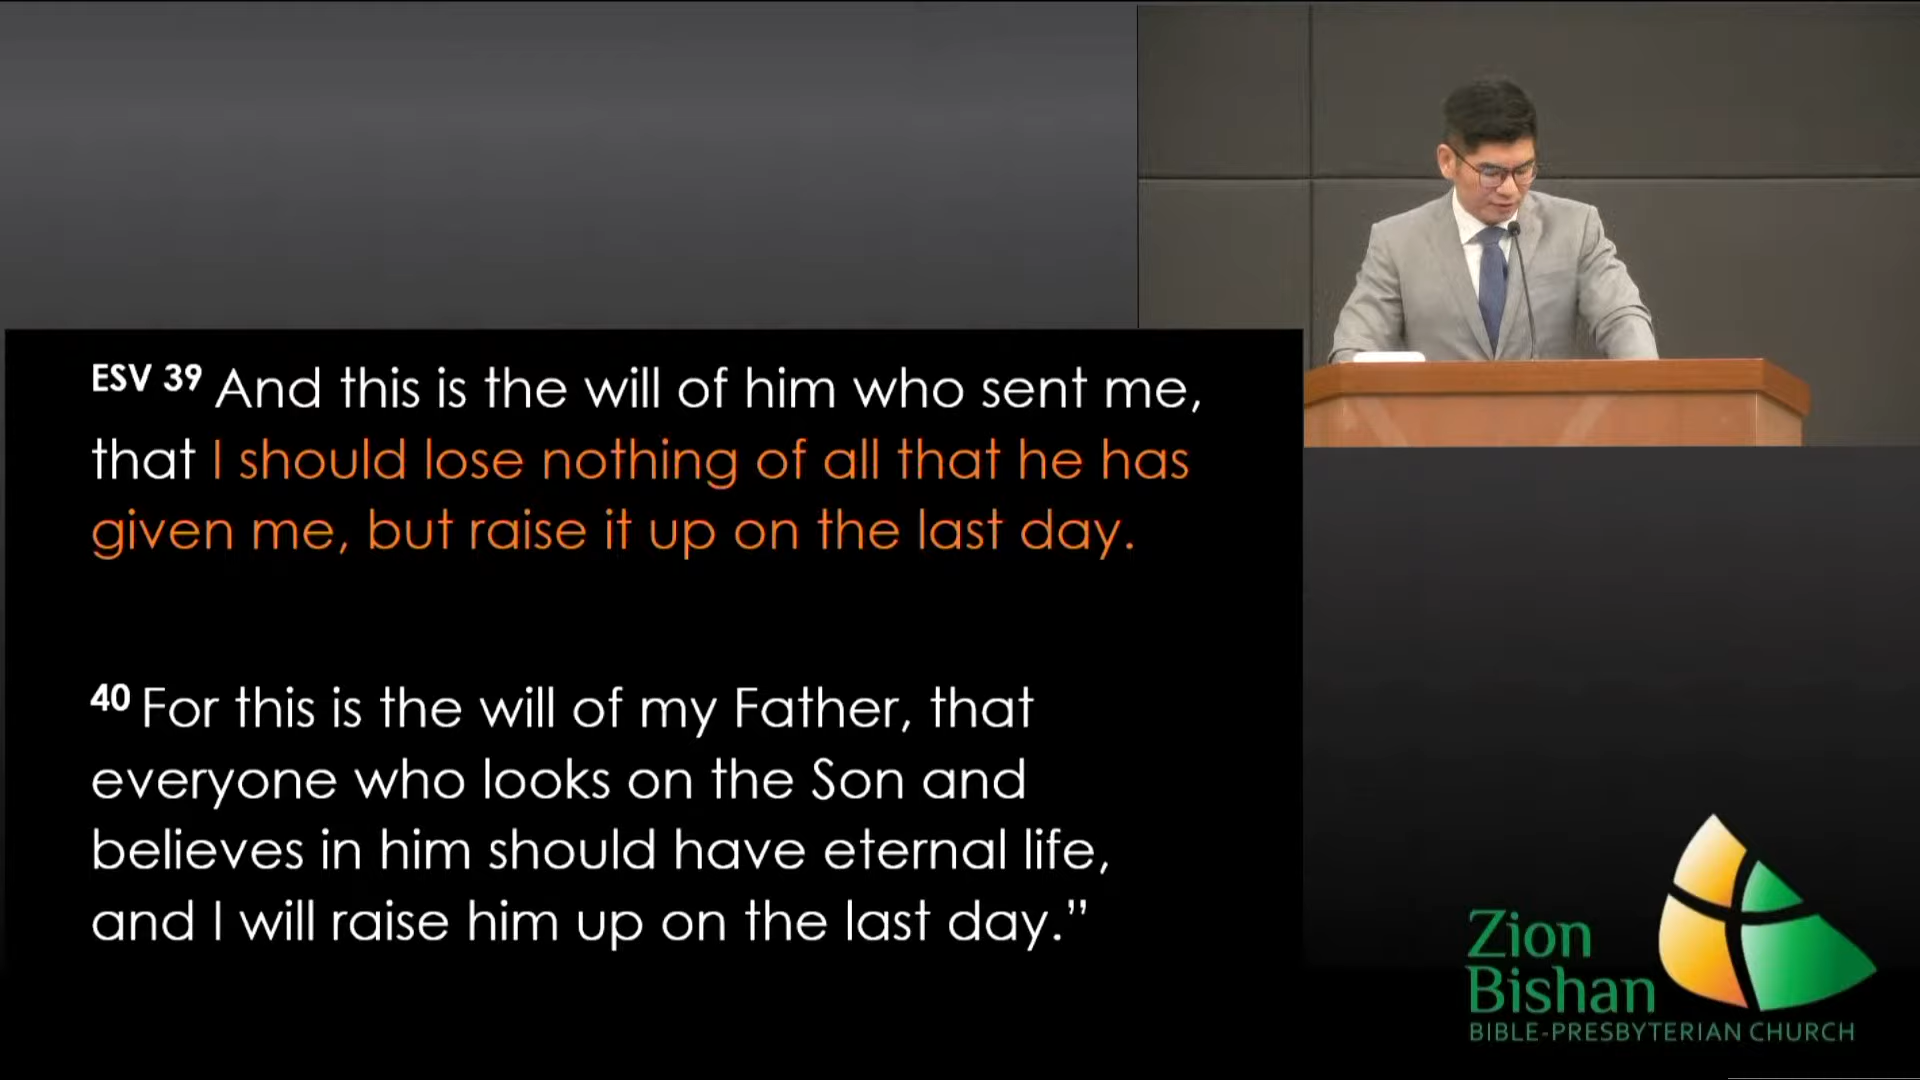 ESV 39 And this is the will of him who sent me,
that I should lose nothing of all that he has
given me, but raise it up on the last day.
40 For this is the will of my Father, that
everyone who looks on the Son and
believes in him should have eternal life,
and I will raise him up on the last day.”
Zion
Bishan
BIBLE-PRESBYTERIAN CHURCH